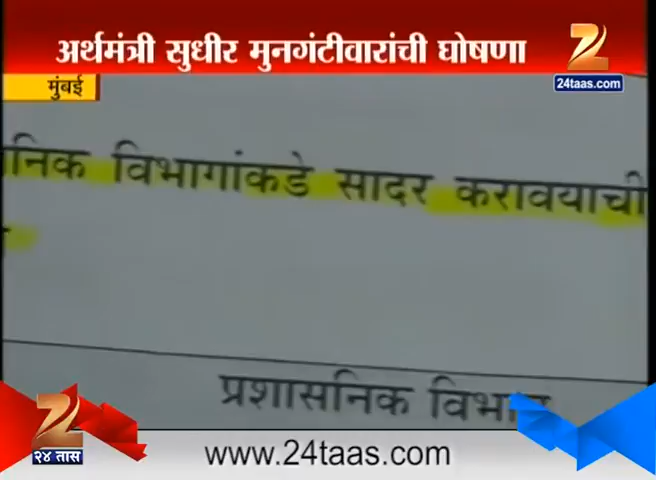 अर्थमंत्री सुधीर मुनगंटीवारांची घोषणा
24taas.com
मुंबई
निक विभागांकडे सादर करावयाची
प्रशासनिक विभाग
२४ तास
www.24taas.com